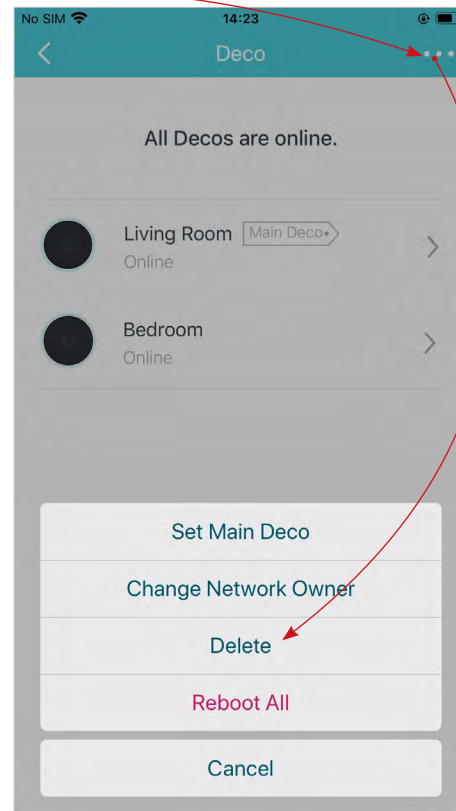 No SIM 14:23
Deco
All Decos are online.
Living Room Main Deco
Online
Bedroom
Online
Set Main Deco
Change Network Owner
Delete
Reboot All
Cancel